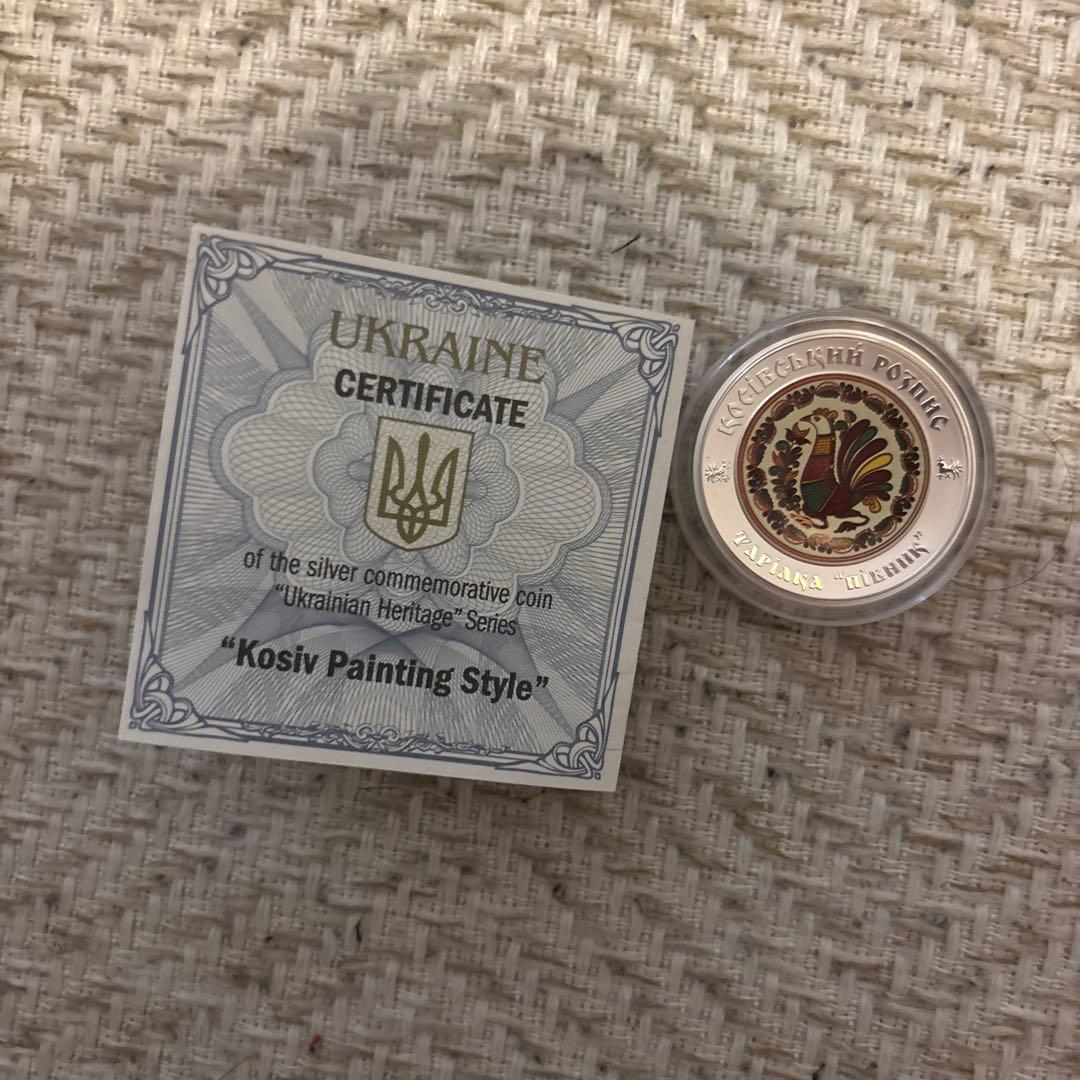 UKRAINE
CERTIFICATE
of the silver commemorative coin
"Ukrainian Heritage" Series
"Kosiv Painting Style"
КОСІВСЬКИЙ РОЗПИС
ТАРІЛКА "ПІВНИК"